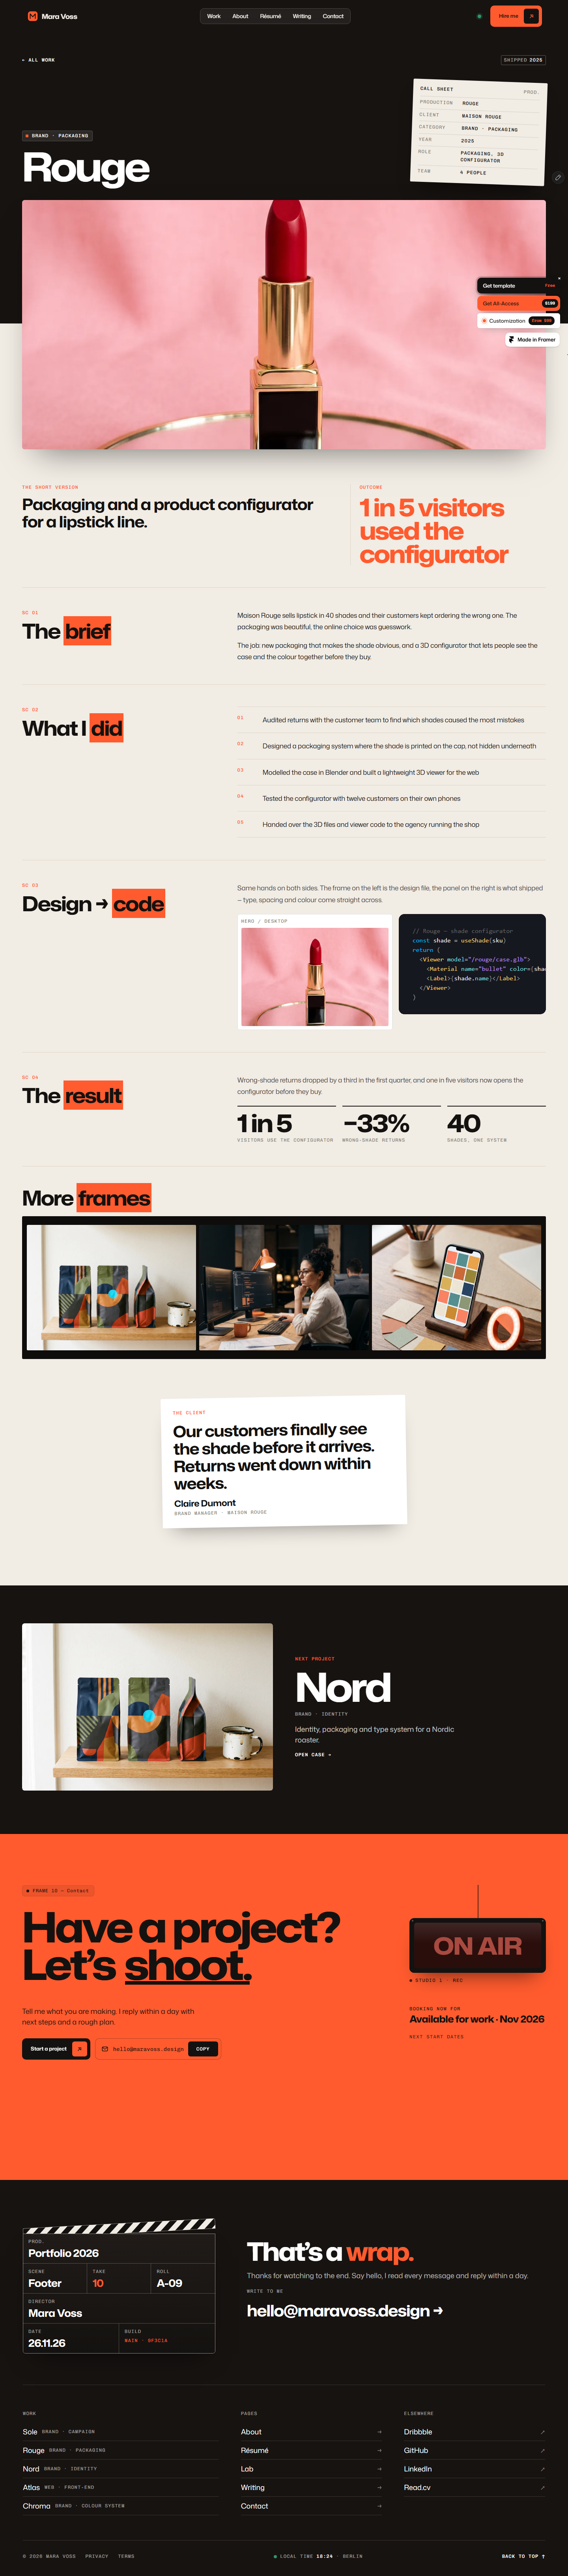 M Mara Voss
Work About Résumé Writing Contact
Hire me
← ALL WORK
SHIPPED 2025
CALL SHEET PROD.
PRODUCTION ROUGE
CLIENT MAISON ROUGE
CATEGORY BRAND · PACKAGING
YEAR 2025
ROLE PACKAGING, 3D
CONFIGURATOR
TEAM 4 PEOPLE
BRAND · PACKAGING
Rouge
Get template Free
Get All-Access $199
Customization
Made in Framer
THE SHORT VERSION
Packaging and a product configurator
for a lipstick line.
OUTCOME
1 in 5 visitors
used the
configurator
SC 01
The brief
Maison Rouge sells lipstick in 40 shades and their customers kept ordering the wrong one. The
packaging was beautiful, the online choice was guesswork.
The job: new packaging that makes the shade obvious, and a 3D configurator that lets people see the
case and the colour together before they buy.
SC 02
What I did
01 Audited returns with the customer team to find which shades caused the most mistakes
02 Designed a packaging system where the shade is printed on the cap, not hidden underneath
03 Modelled the case in Blender and built a lightweight 3D viewer for the web
04 Tested the configurator with twelve customers on their own phones
05 Handed over the 3D files and viewer code to the agency running the shop
SC 03
Design → code
Same hands on both sides. The frame on the left is the design file, the panel on the right is what shipped
— type, spacing and colour come straight across.
HERO / DESKTOP
// Rouge — shade configurator
const shade = useShade(sku)
return (
<Viewer model="/rouge/case.glb">
<Material name="bullet" color={sha
<Label>{shade.name}</Label>
</Viewer>
)
SC 04
The result
Wrong-shade returns dropped by a third in the first quarter, and one in five visitors now opens the
configurator before they buy.
1 in 5
VISITORS USE THE CONFIGURATOR
−33%
WRONG-SHADE RETURNS
40
SHADES, ONE SYSTEM
More frames
THE CLIENT
Our customers finally see
the shade before it arrives.
Returns went down within
weeks.
Claire Dumont
BRAND MANAGER · MAISON ROUGE
NEXT PROJECT
Nord
BRAND · IDENTITY
Identity, packaging and type system for a Nordic
roaster.
OPEN CASE →
FRAME 10 — Contact
Have a project?
Let's shoot.
Tell me what you are making. I reply within a day with
next steps and a rough plan.
Start a project
hello@maravoss.design COPY
ON AIR
STUDIO 1 · REC
BOOKING NOW FOR
Available for work · Nov 2026
NEXT START DATES
PROD.
Portfolio 2026
SCENE TAKE ROLL
Footer 10 A-09
DIRECTOR
Mara Voss
DATE BUILD
26.11.26 MAIN · 8F3C1A
That's a wrap.
Thanks for watching to the end. Say hello, I read every message and reply within a day.
WRITE TO ME
hello@maravoss.design →
WORK
Sole BRAND · CAMPAIGN
Rouge BRAND · PACKAGING
Nord BRAND · IDENTITY
Atlas WEB · FRONT-END
Chroma BRAND · COLOUR SYSTEM
PAGES
About →
Résumé →
Lab →
Writing →
Contact →
ELSEWHERE
Dribbble ↗
GitHub ↗
LinkedIn ↗
Read.cv ↗
© 2026 MARA VOSS PRIVACY TERMS
LOCAL TIME 18:24 · BERLIN
BACK TO TOP ↑